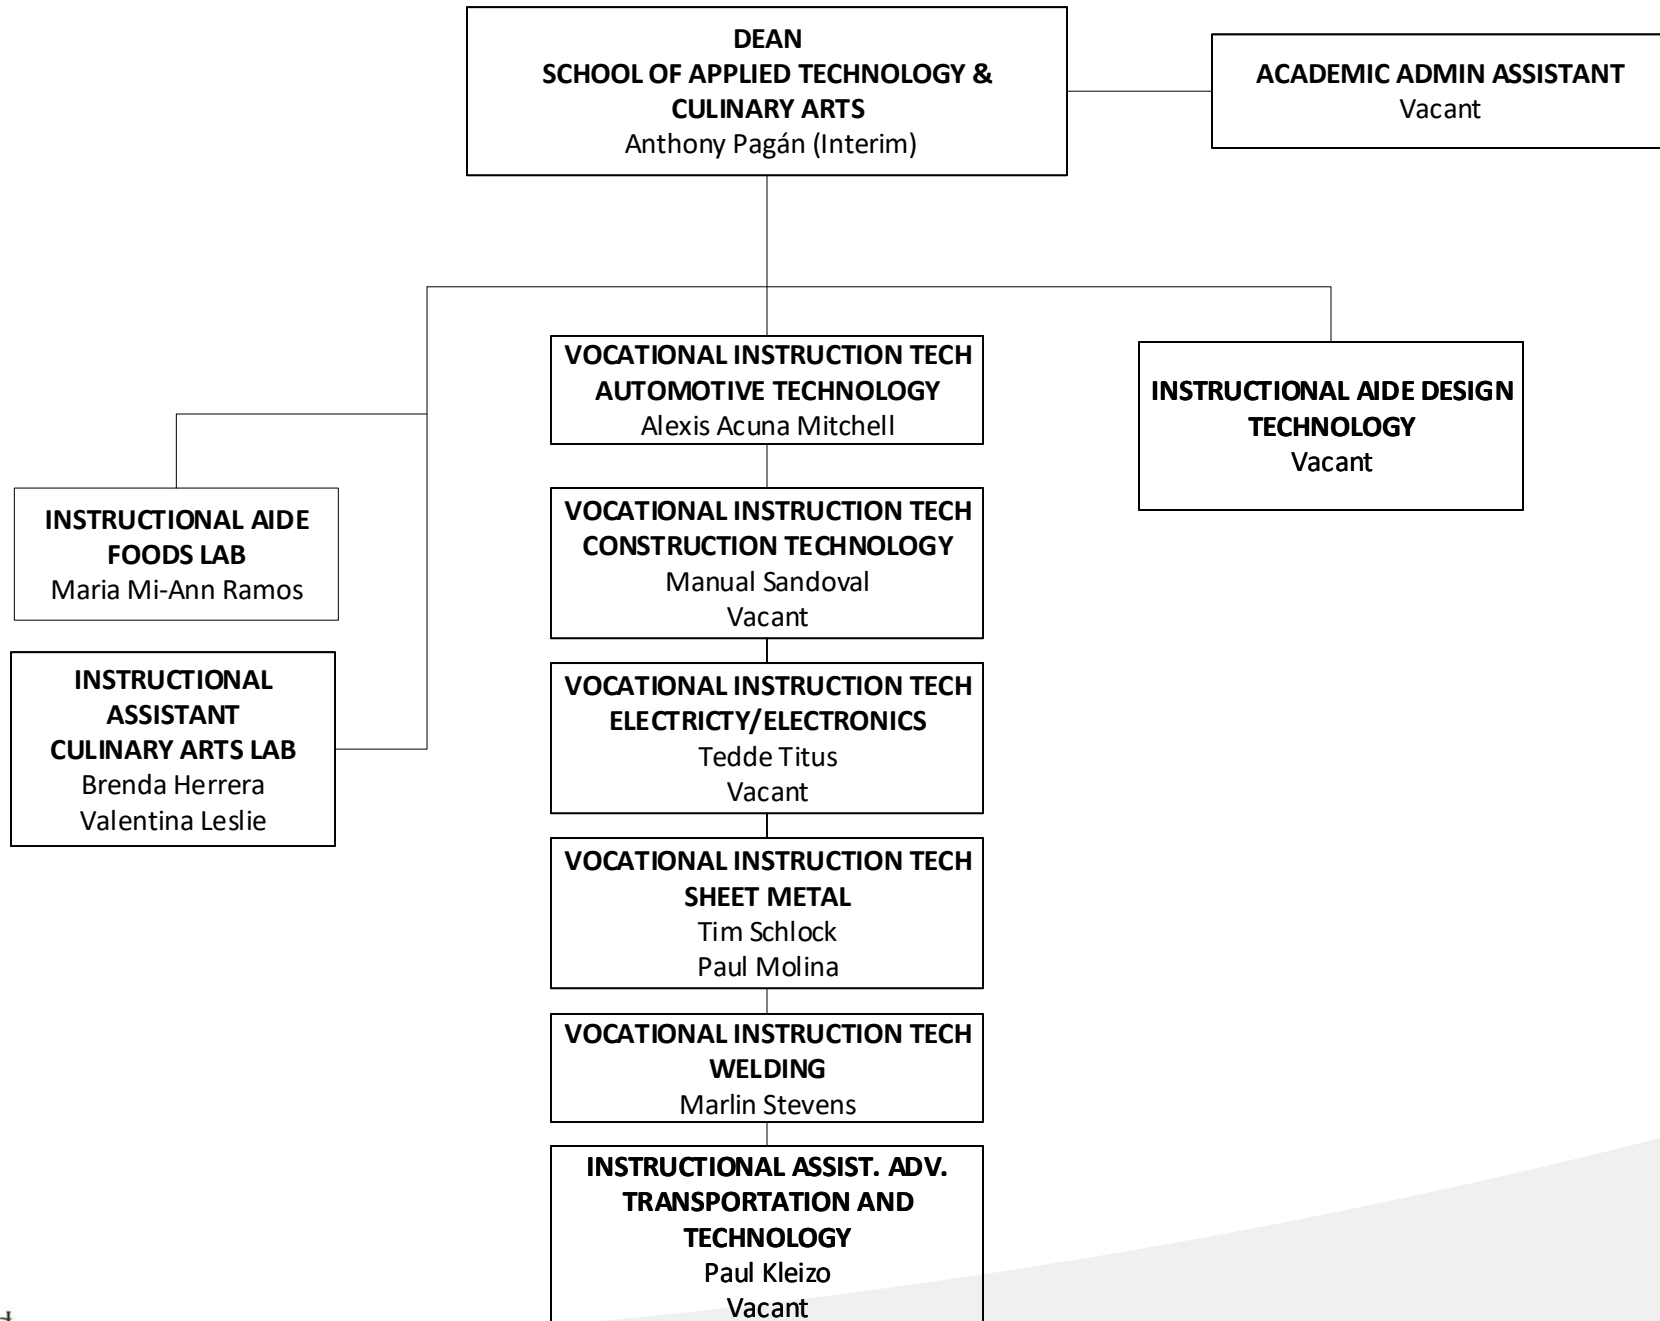 DEAN
SCHOOL OF APPLIED TECHNOLOGY &
CULINARY ARTS
Anthony Pagán (Interim)
ACADEMIC ADMIN ASSISTANT
Vacant
VOCATIONAL INSTRUCTION TECH
AUTOMOTIVE TECHNOLOGY
Alexis Acuna Mitchell
INSTRUCTIONAL AIDE DESIGN
TECHNOLOGY
Vacant
INSTRUCTIONAL AIDE
FOODS LAB
Maria Mi-Ann Ramos
VOCATIONAL INSTRUCTION TECH
CONSTRUCTION TECHNOLOGY
Manual Sandoval
Vacant
INSTRUCTIONAL
ASSISTANT
CULINARY ARTS LAB
Brenda Herrera
Valentina Leslie
VOCATIONAL INSTRUCTION TECH
ELECTRICTY/ELECTRONICS
Tedde Titus
Vacant
VOCATIONAL INSTRUCTION TECH
SHEET METAL
Tim Schlock
Paul Molina
VOCATIONAL INSTRUCTION TECH
WELDING
Marlin Stevens
INSTRUCTIONAL ASSIST. ADV.
TRANSPORTATION AND
TECHNOLOGY
Paul Kleizo
Vacant